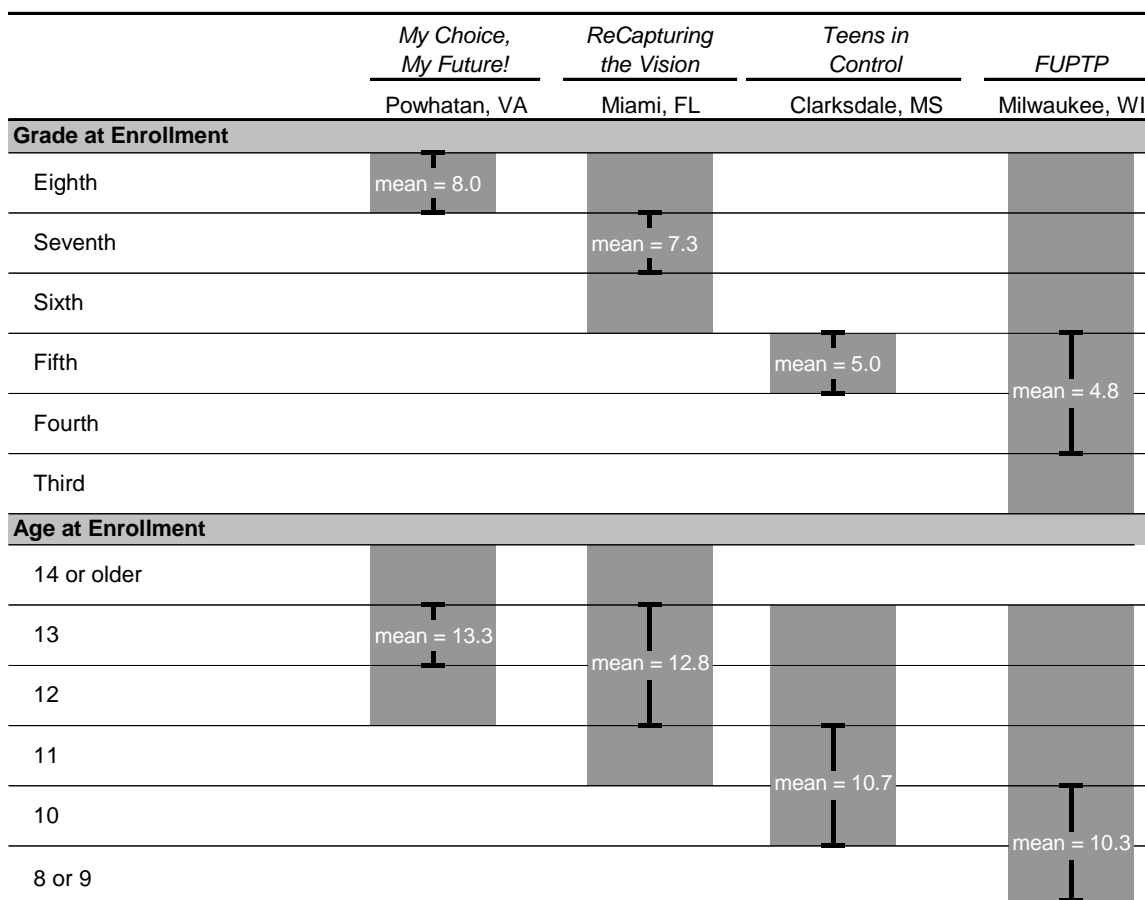 My Choice, ReCapturing Teens in
My Future! the Vision Control FUPTP
Powhatan, VA Miami, FL Clarksdale, MS Milwaukee, WI
Grade at Enrollment
Eighth mean = 8.0
Seventh mean = 7.3
Sixth
Fifth mean = 5.0
mean = 4.8
Fourth
Third
Age at Enrollment
14 or older
13 mean = 13.3
mean = 12.8
12
11
mean = 10.7
10
mean = 10.3
8 or 9